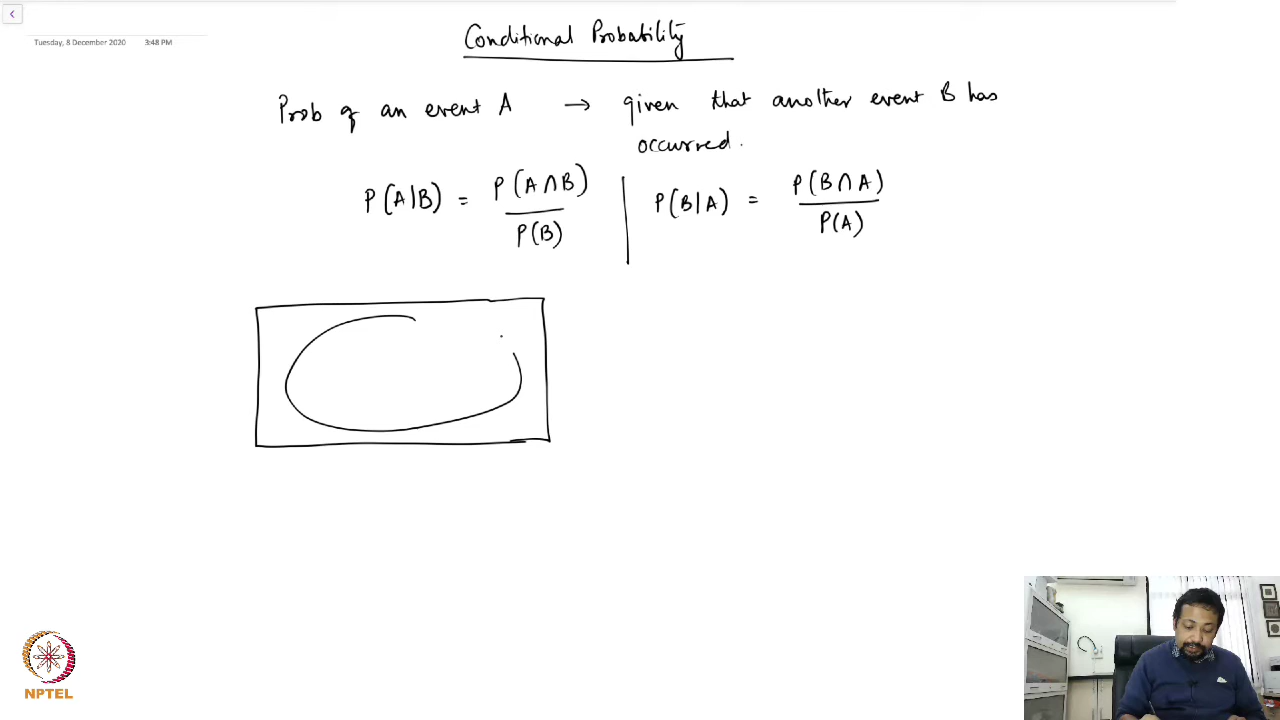 Tuesday, 8 December 2020 3:48 PM
Conditional Probability
Prob of an event A → given that another event B has
occurred.
P(A|B) = P(A∩B) / P(B) | P(B|A) = P(B∩A) / P(A)
NPTEL